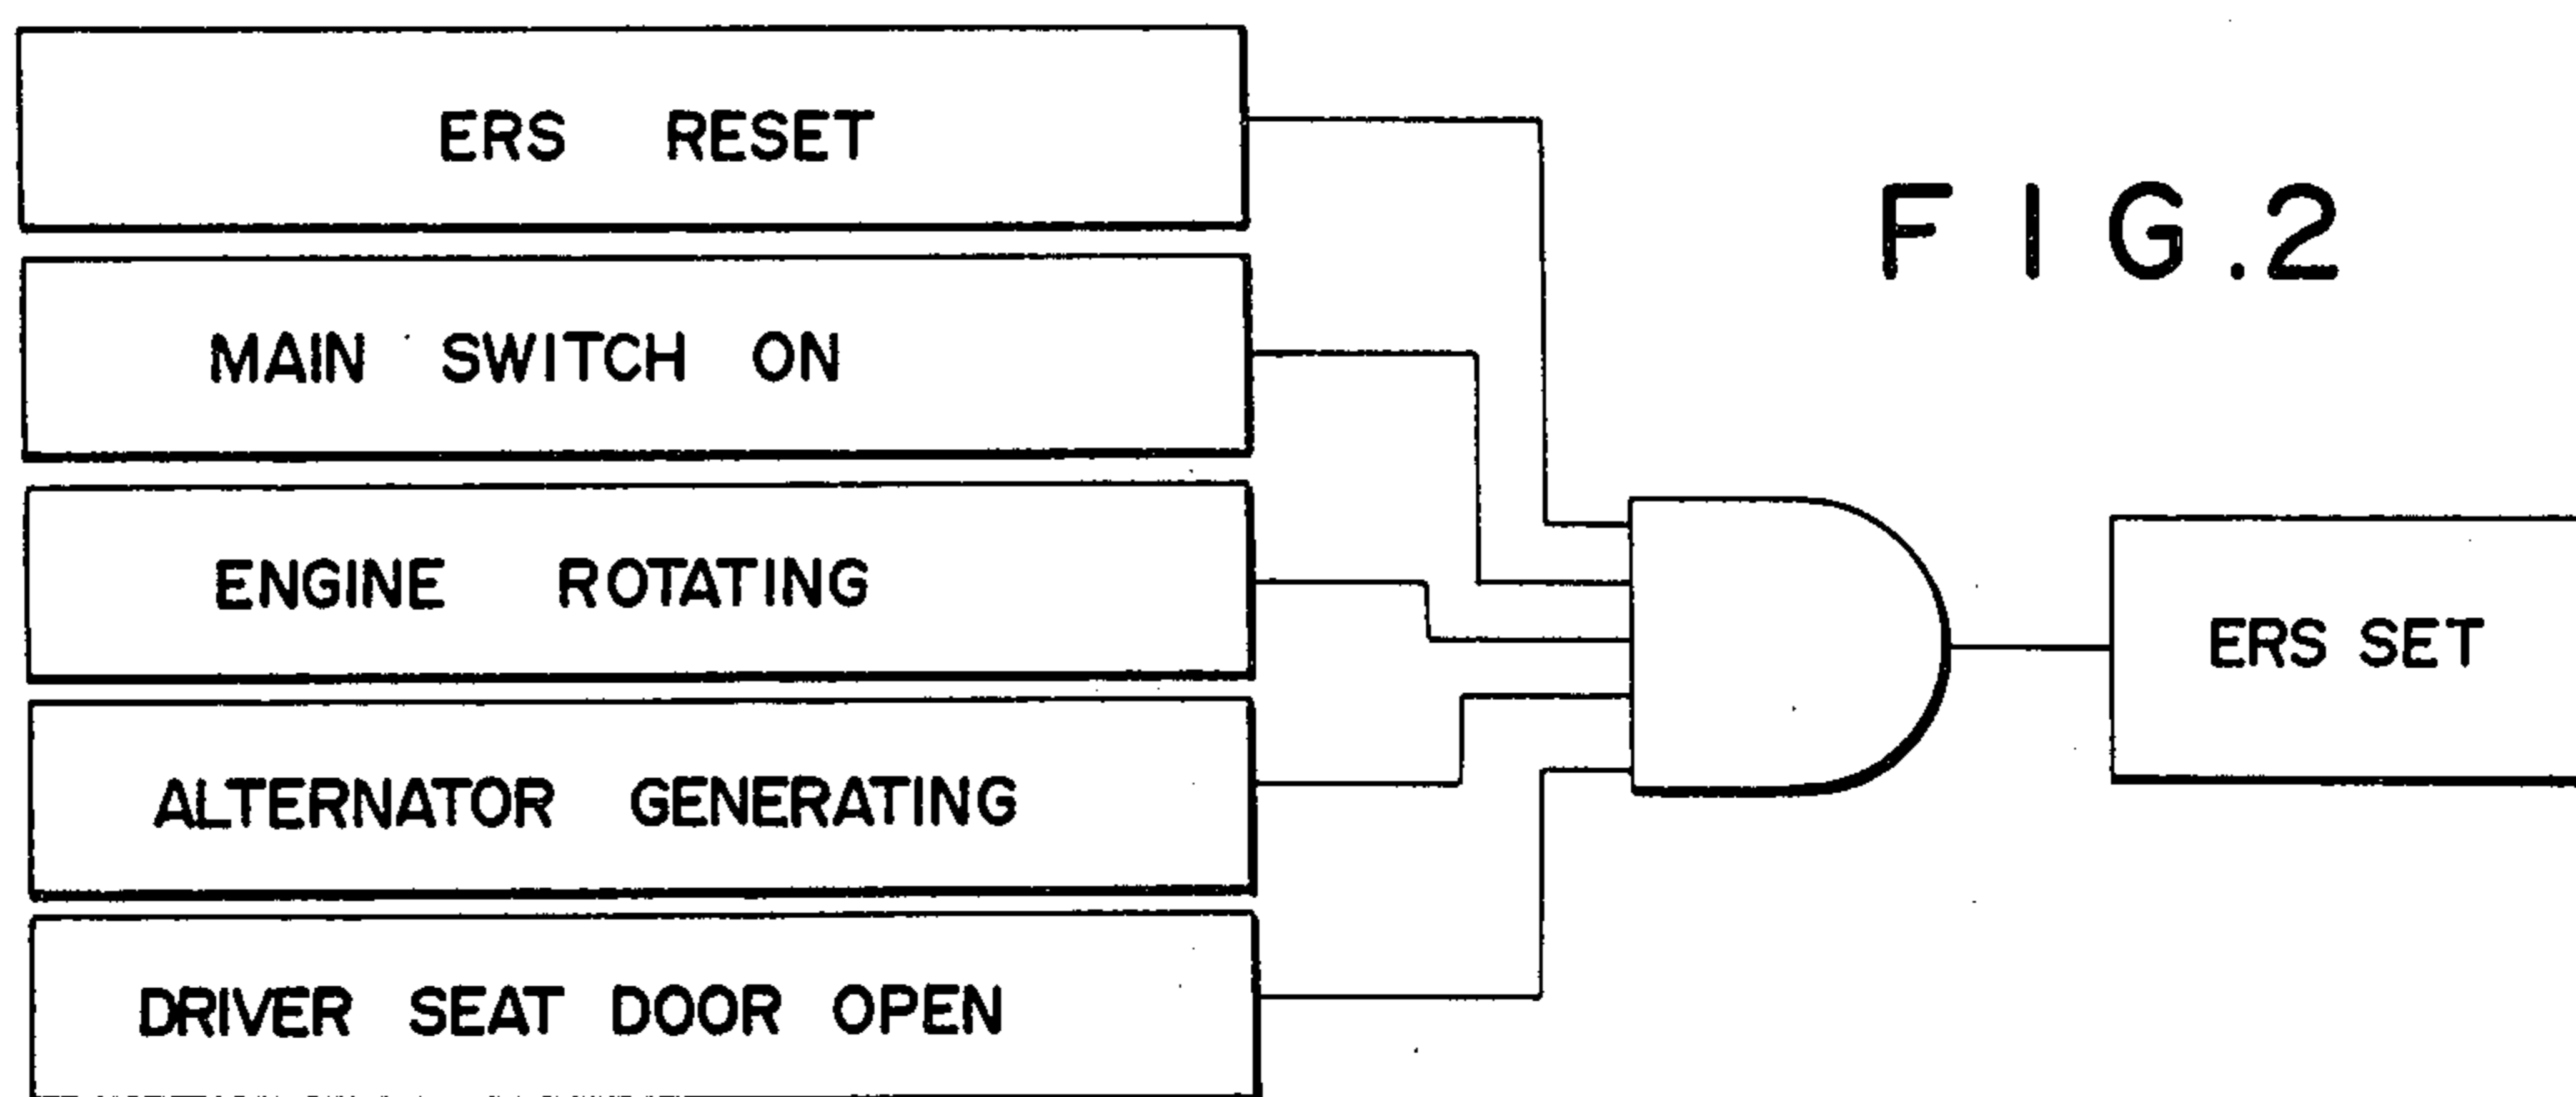 ERS RESET
FIG.2
MAIN SWITCH ON
ENGINE ROTATING
ERS SET
ALTERNATOR GENERATING
DRIVER SEAT DOOR OPEN